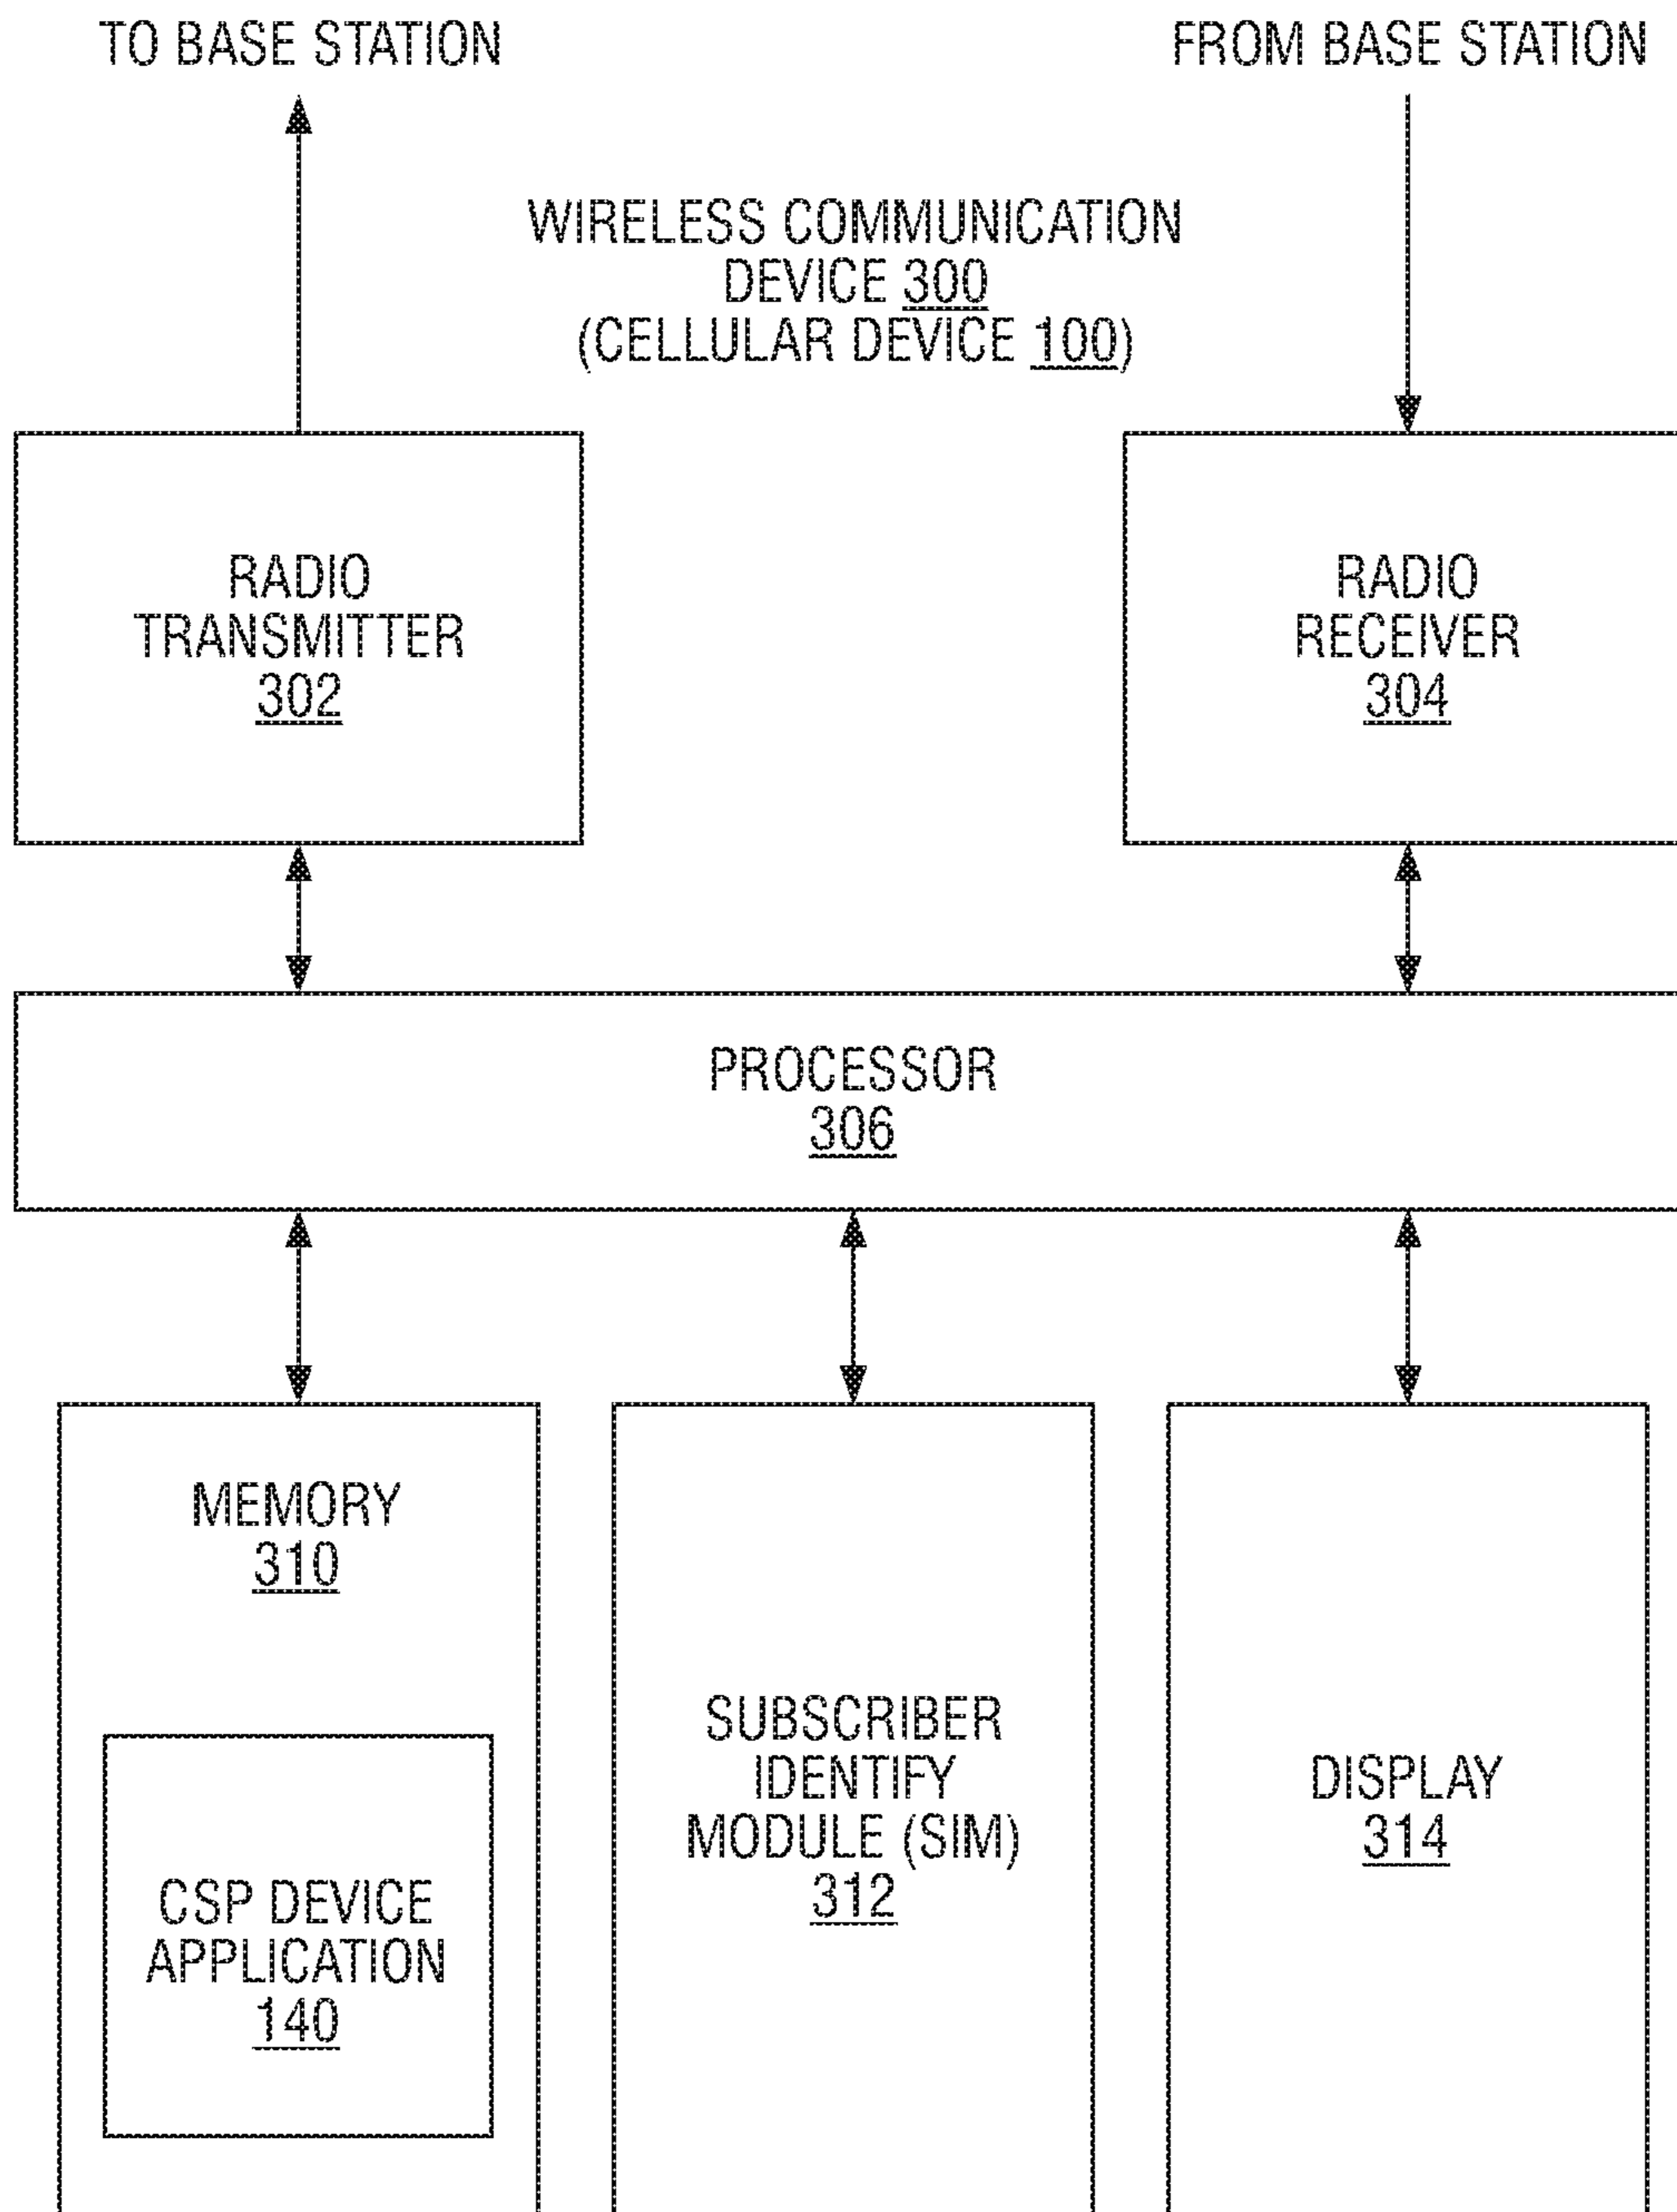 TO BASE STATION
FROM BASE STATION
WIRELESS COMMUNICATION
DEVICE 300
(CELLULAR DEVICE 100)
RADIO
TRANSMITTER
302
RADIO
RECEIVER
304
PROCESSOR
306
MEMORY
310
CSP DEVICE
APPLICATION
140
SUBSCRIBER
IDENTIFY
MODULE (SIM)
312
DISPLAY
314